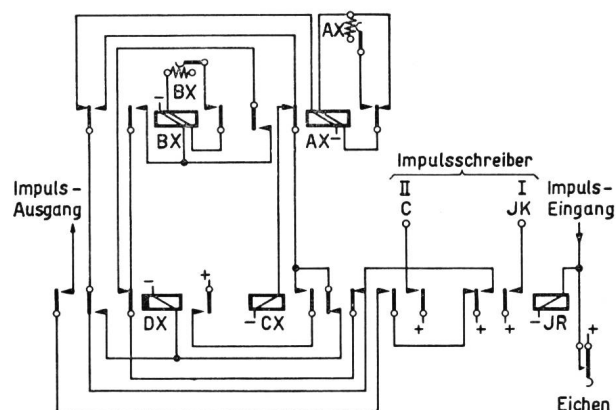 AX
BX
BX
AX
Impulsschreiber
II
I
C
JK
Impuls-
Ausgang
Impuls-
Eingang
DX
CX
JR
Eichen